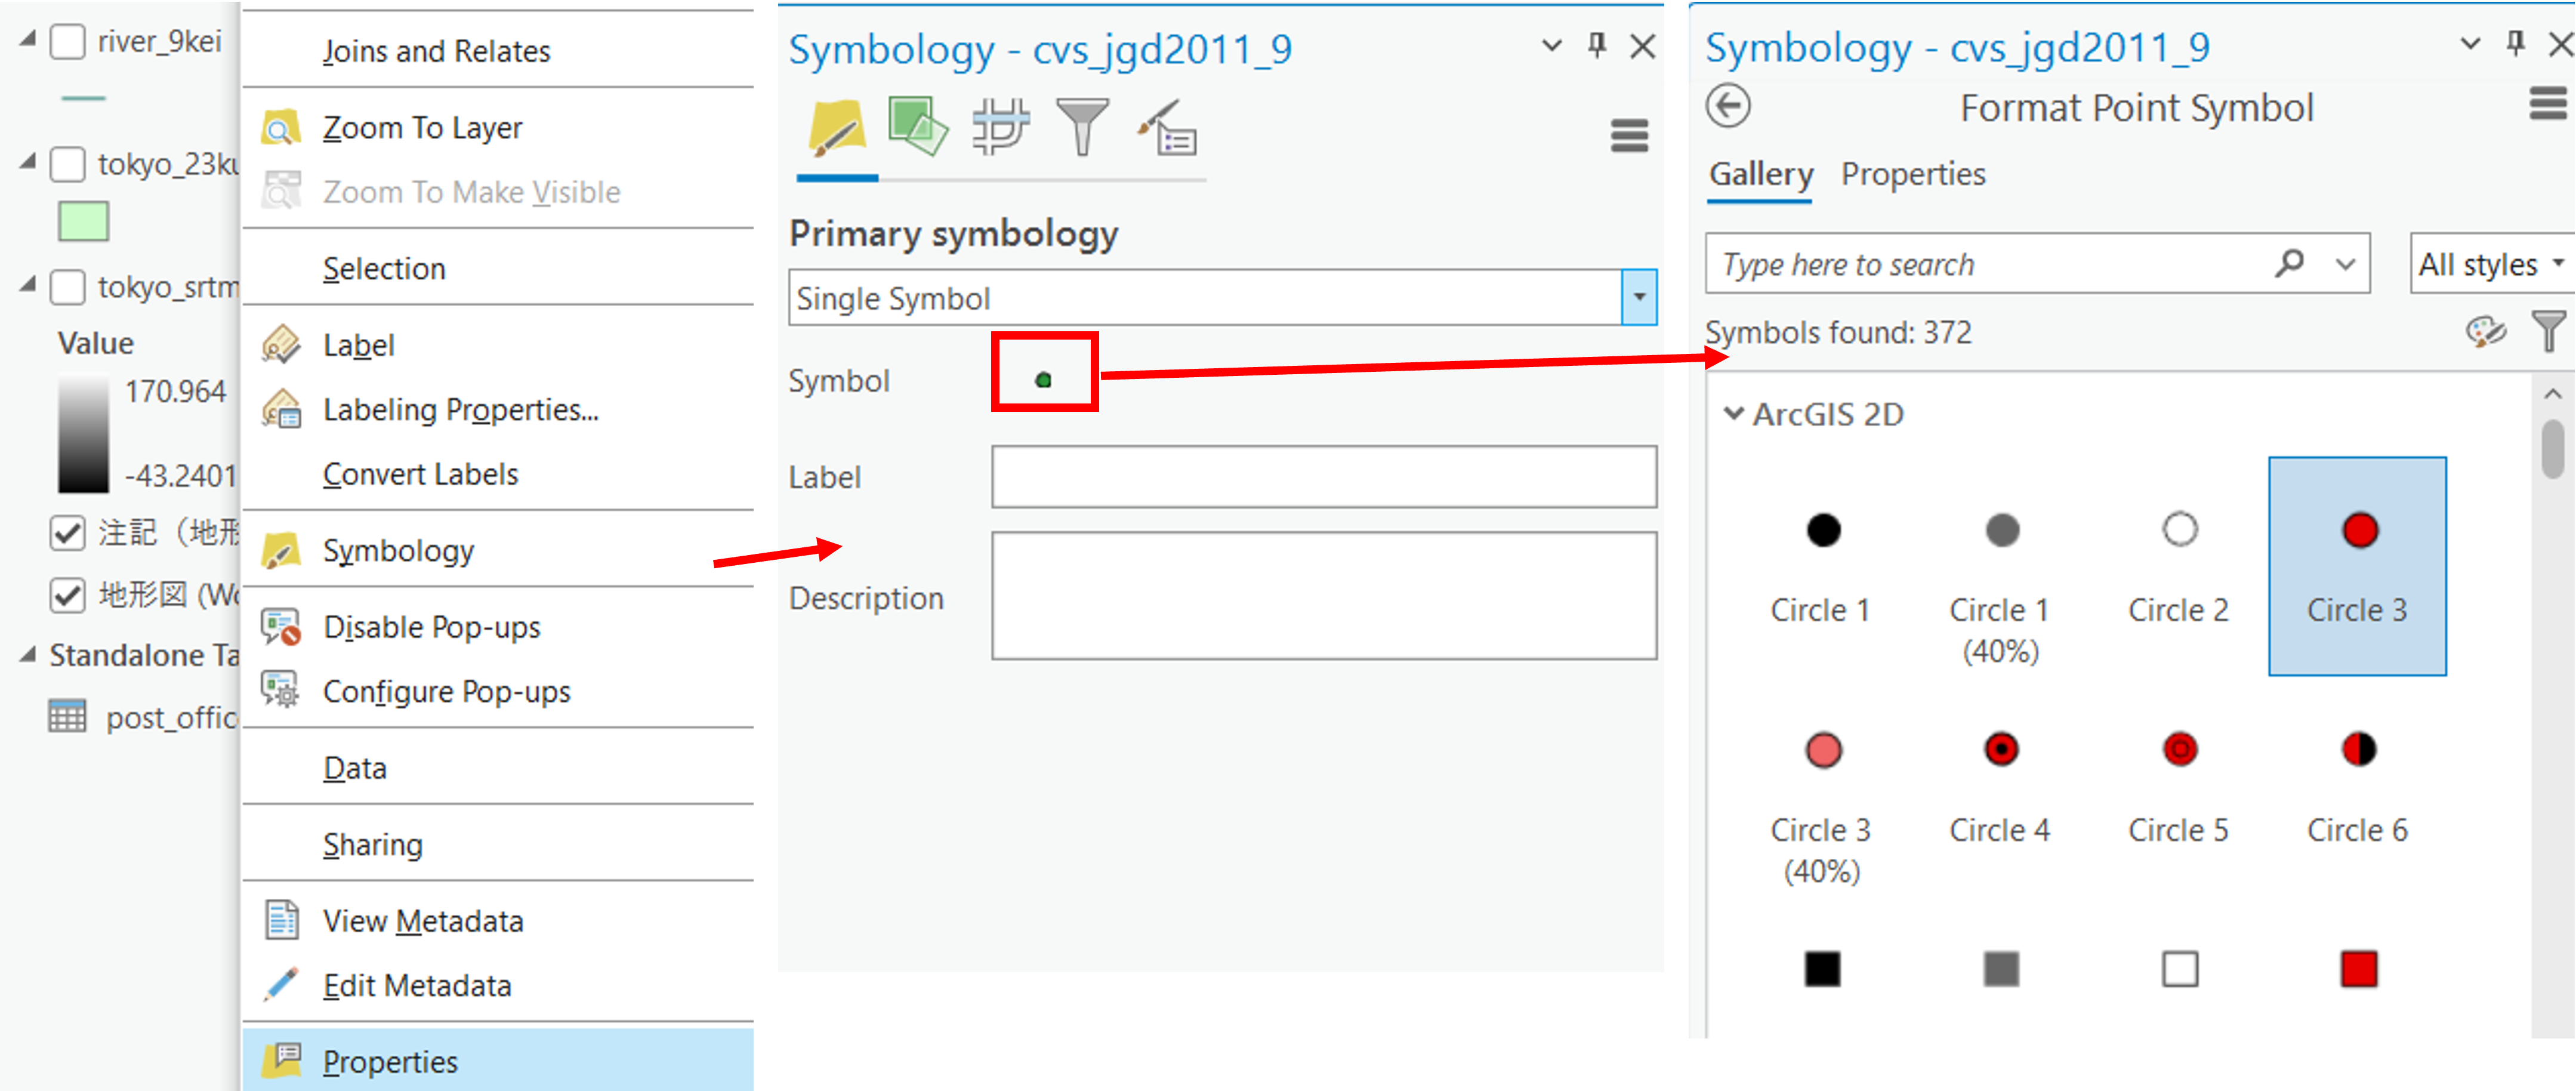 river_9kei
tokyo_23ku
tokyo_srtm
Value
170.964
-43.2401
注記（地形
地形図 (Wo
Standalone Ta
post_offic
Joins and Relates
Zoom To Layer
Zoom To Make Visible
Selection
Label
Labeling Properties...
Convert Labels
Symbology
Disable Pop-ups
Configure Pop-ups
Data
Sharing
View Metadata
Edit Metadata
Properties
Symbology - cvs_jgd2011_9
Primary symbology
Single Symbol
Symbol
Label
Description
Symbology - cvs_jgd2011_9
Format Point Symbol
Gallery Properties
Type here to search
All styles
Symbols found: 372
ArcGIS 2D
Circle 1
Circle 1
(40%)
Circle 2
Circle 3
Circle 3
(40%)
Circle 4
Circle 5
Circle 6